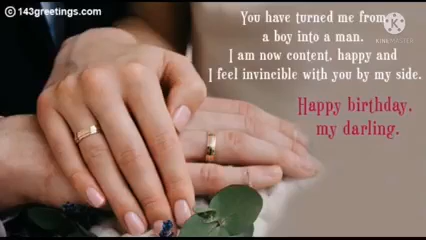 © 143greetings.com
You have turned me from
a boy into a man.
I am now content, happy and
I feel invincible with you by my side.
Happy birthday,
my darling.